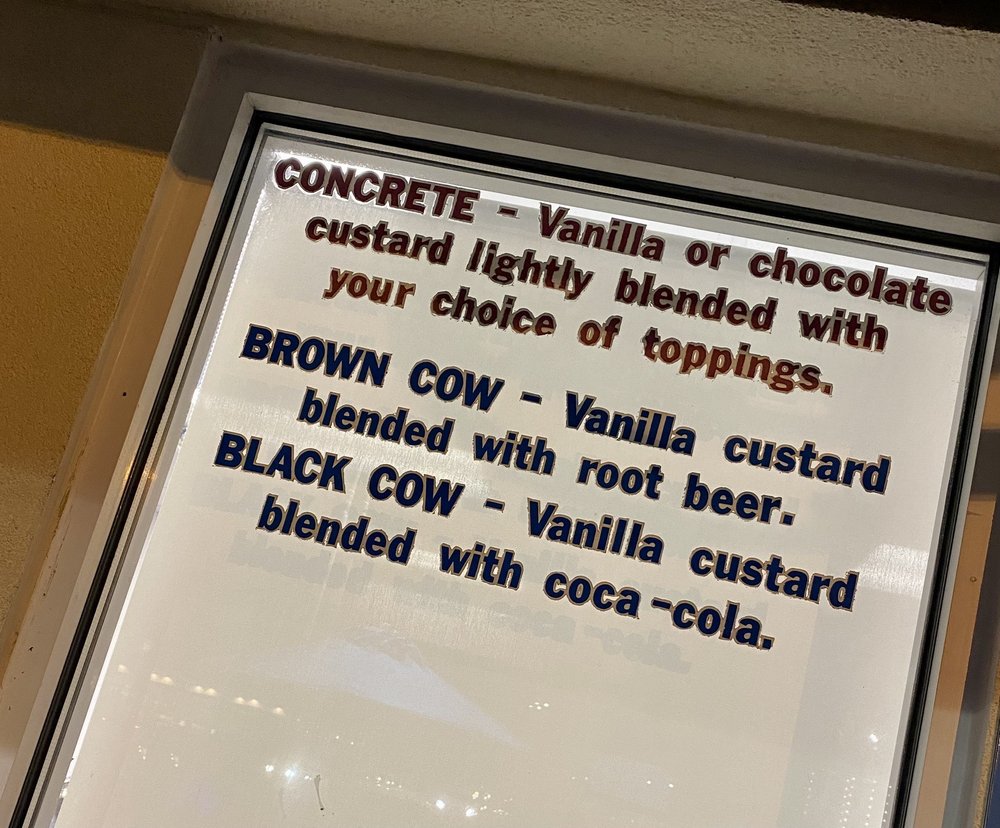 CONCRETE - Vanilla or chocolate
custard lightly blended with
your choice of toppings.
BROWN COW - Vanilla custard
blended with root beer.
BLACK COW - Vanilla custard
blended with coca-cola.